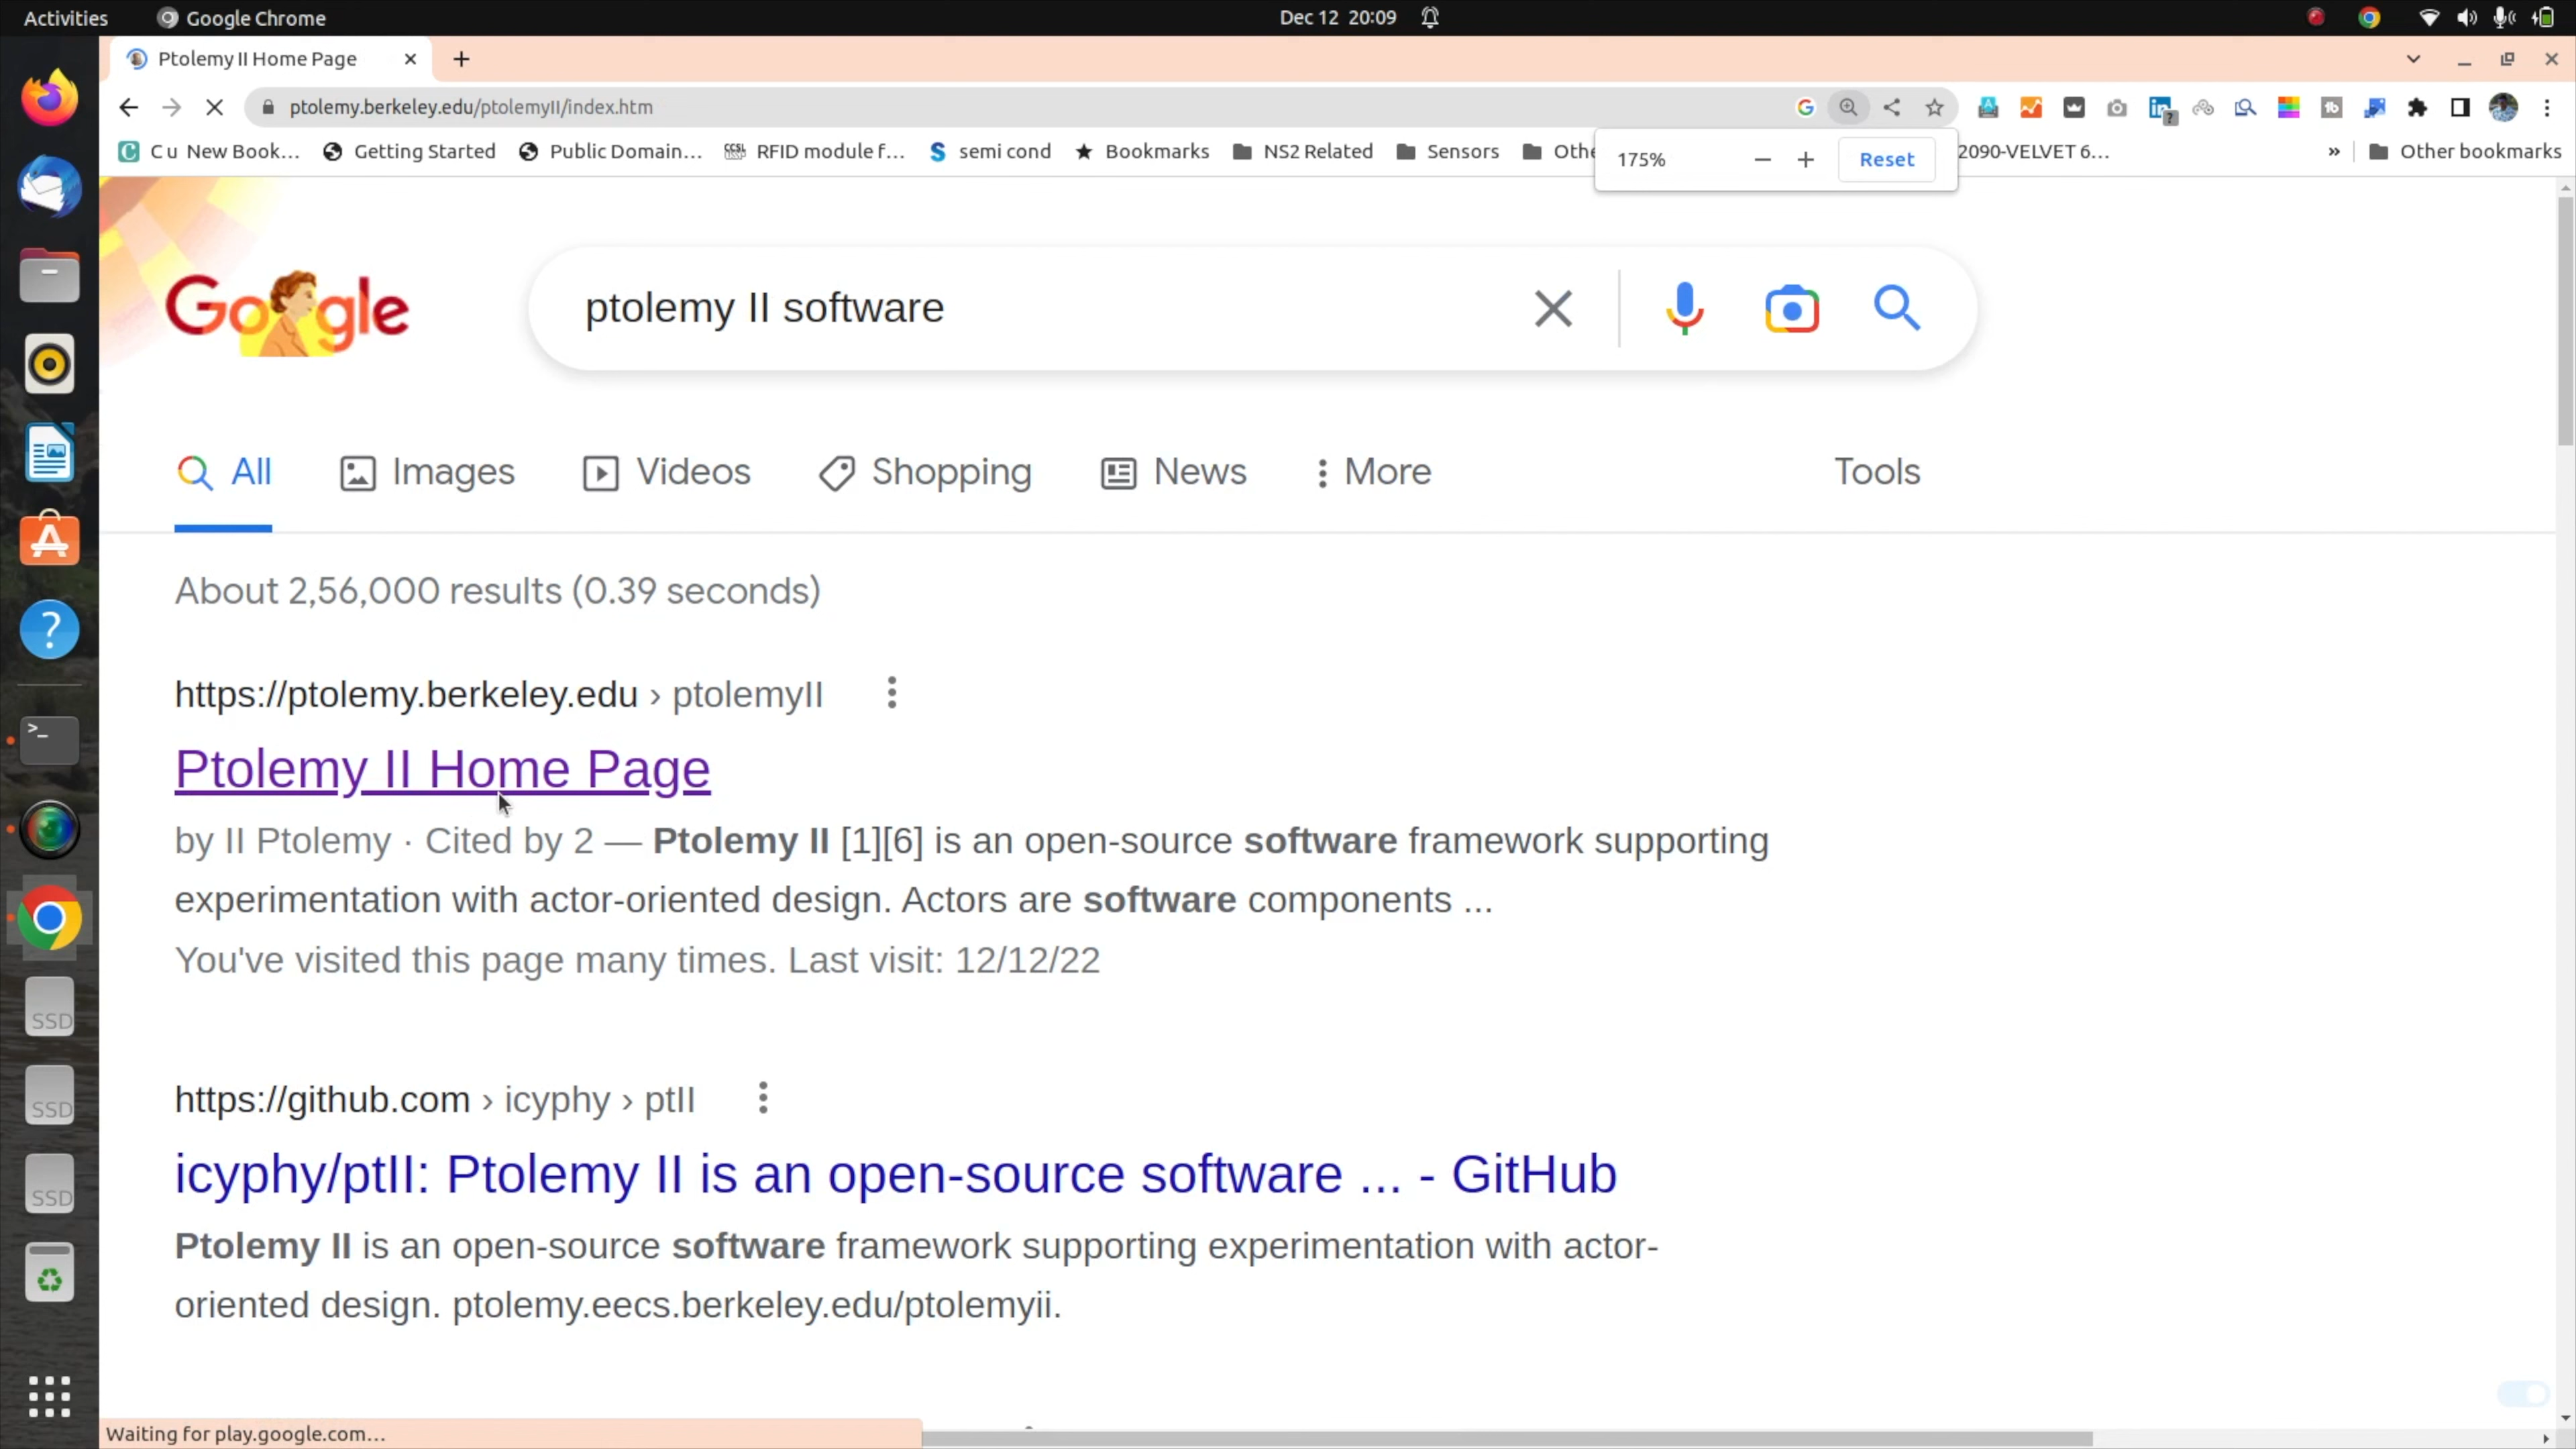 Activities Google Chrome Dec 12 20:09
Ptolemy II Home Page
ptolemy.berkeley.edu/ptolemyII/index.htm
C u New Book... Getting Started Public Domain... RFID module f... semi cond Bookmarks NS2 Related Sensors Othe 2090-VELVET 6... » Other bookmarks
175% Reset
Google
ptolemy II software
All Images Videos Shopping News More Tools
About 2,56,000 results (0.39 seconds)
https://ptolemy.berkeley.edu › ptolemyII
Ptolemy II Home Page
by II Ptolemy · Cited by 2 — Ptolemy II [1][6] is an open-source software framework supporting
experimentation with actor-oriented design. Actors are software components ...
You've visited this page many times. Last visit: 12/12/22
https://github.com › icyphy › ptII
icyphy/ptII: Ptolemy II is an open-source software ... - GitHub
Ptolemy II is an open-source software framework supporting experimentation with actor-
oriented design. ptolemy.eecs.berkeley.edu/ptolemyii.
SSD
SSD
SSD
Waiting for play.google.com...